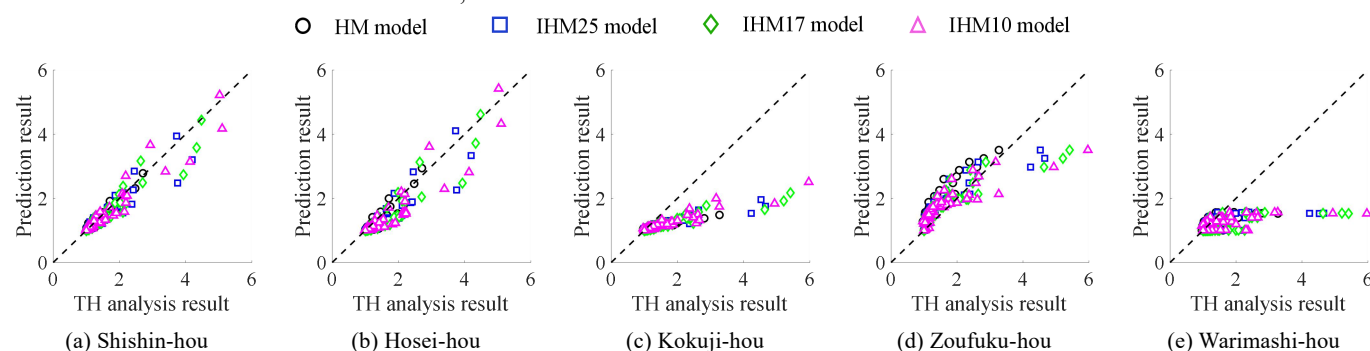 HM model IHM25 model IHM17 model IHM10 model
6 6 6 6 6
Prediction result Prediction result Prediction result Prediction result Prediction result
4 4 4 4 4
2 2 2 2 2
0 0 0 0 0
0 2 4 6 0 2 4 6 0 2 4 6 0 2 4 6 0 2 4 6
TH analysis result TH analysis result TH analysis result TH analysis result TH analysis result
(a) Shishin-hou (b) Hosei-hou (c) Kokuji-hou (d) Zoufuku-hou (e) Warimashi-hou